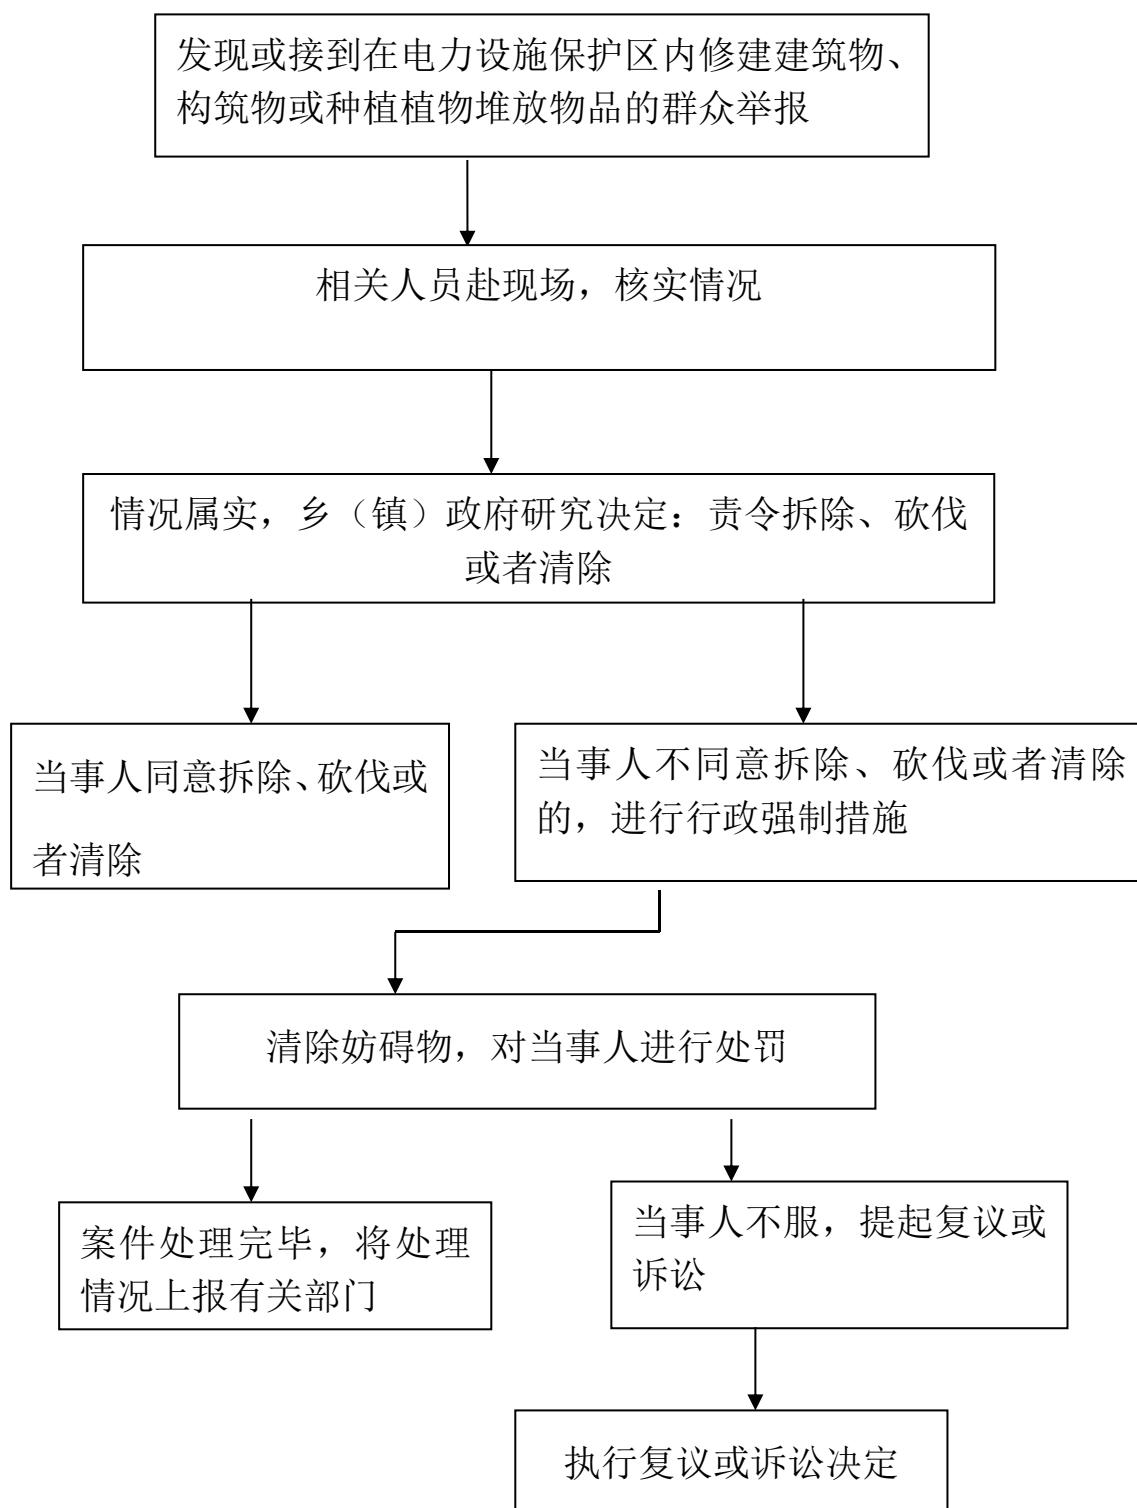 发现或接到在电力设施保护区内修建建筑物、
构筑物或种植植物堆放物品的群众举报
相关人员赴现场，核实情况
情况属实，乡（镇）政府研究决定：责令拆除、砍伐
或者清除
当事人同意拆除、砍伐或
者清除
当事人不同意拆除、砍伐或者清除
的，进行行政强制措施
清除妨碍物，对当事人进行处罚
案件处理完毕，将处理
情况上报有关部门
当事人不服，提起复议或
诉讼
执行复议或诉讼决定